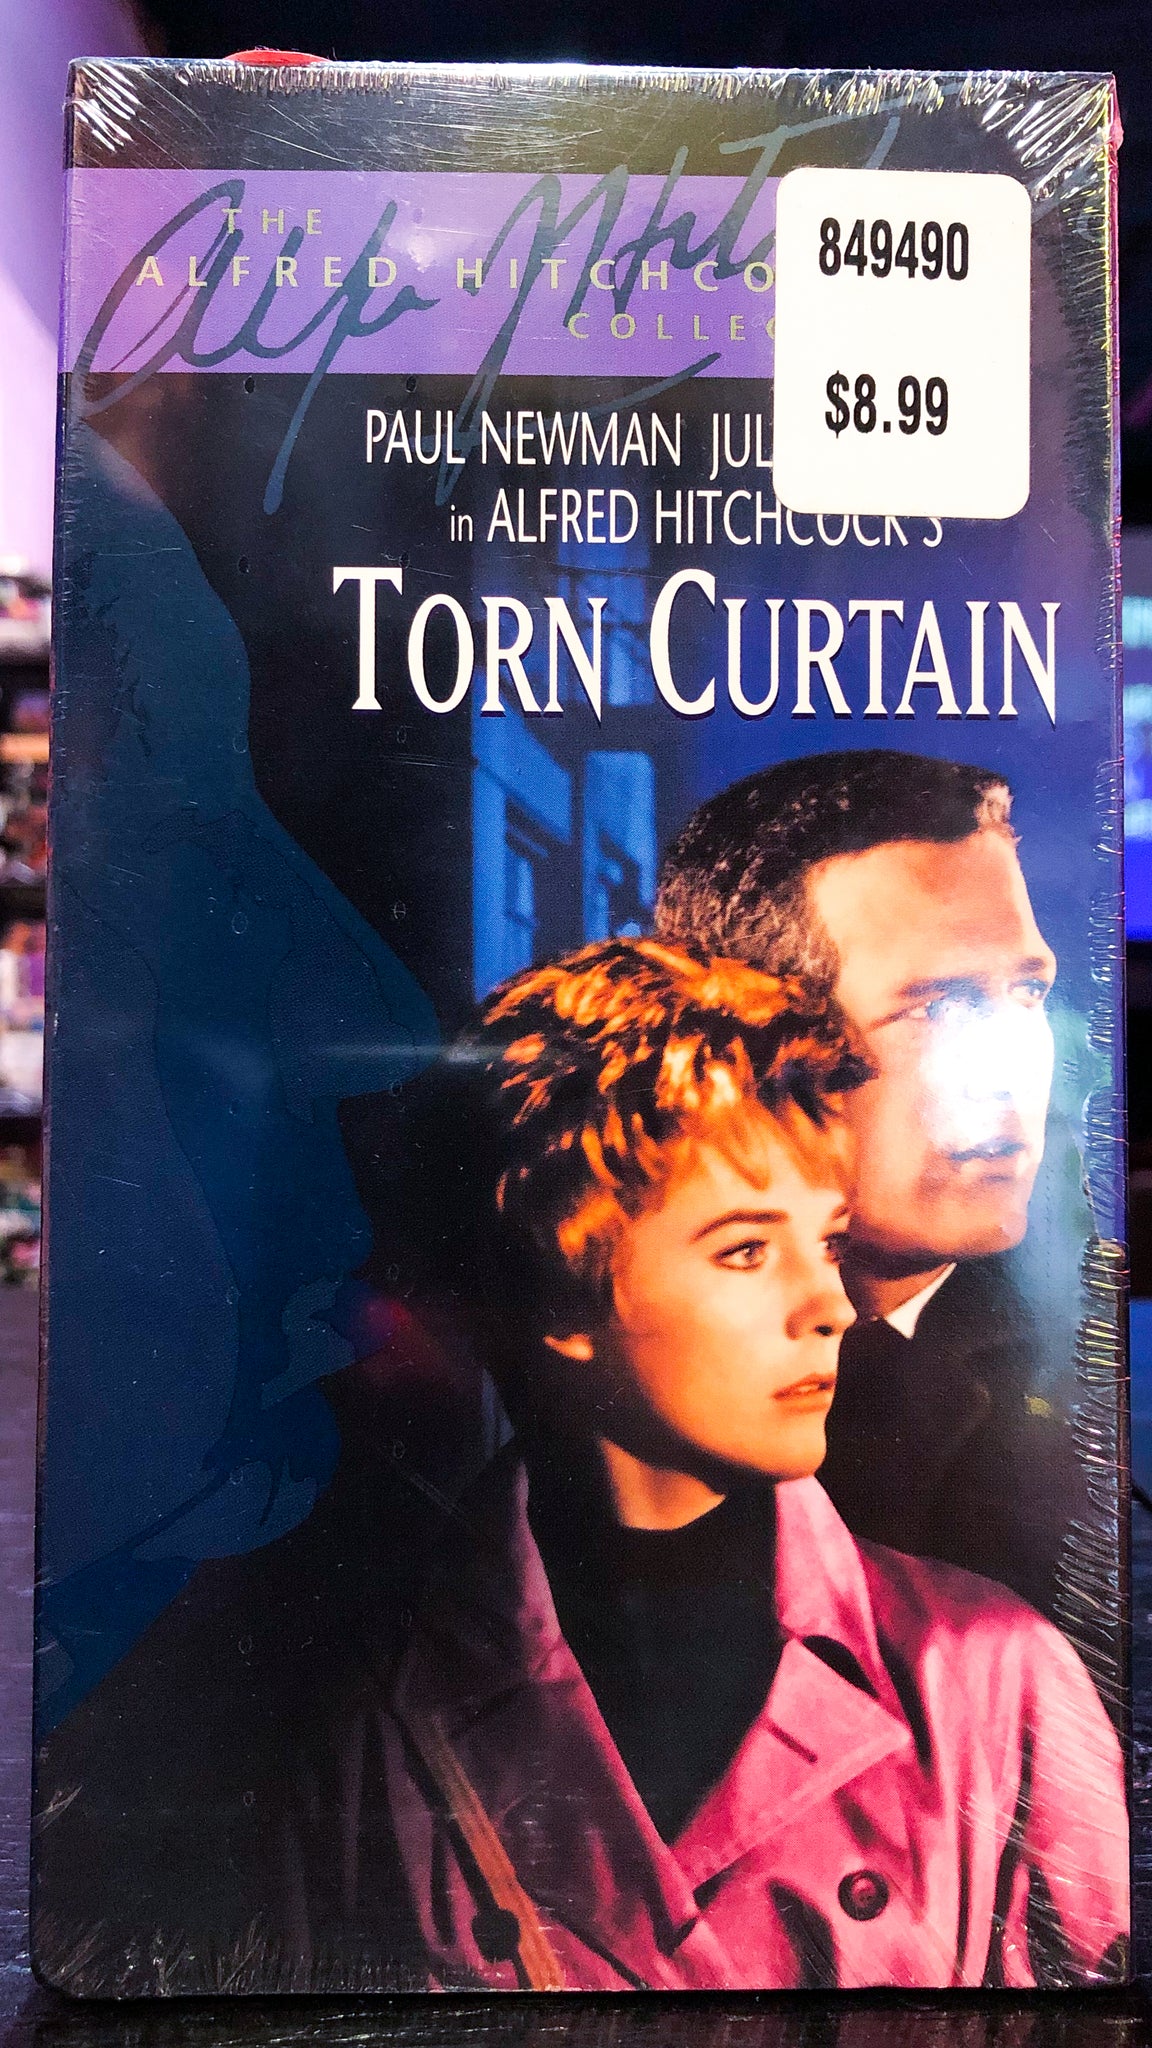 THE
ALFRED HITCHCO
COLLEC
849490
$8.99
PAUL NEWMAN JUL
in ALFRED HITCHCOCK'S
TORN CURTAIN